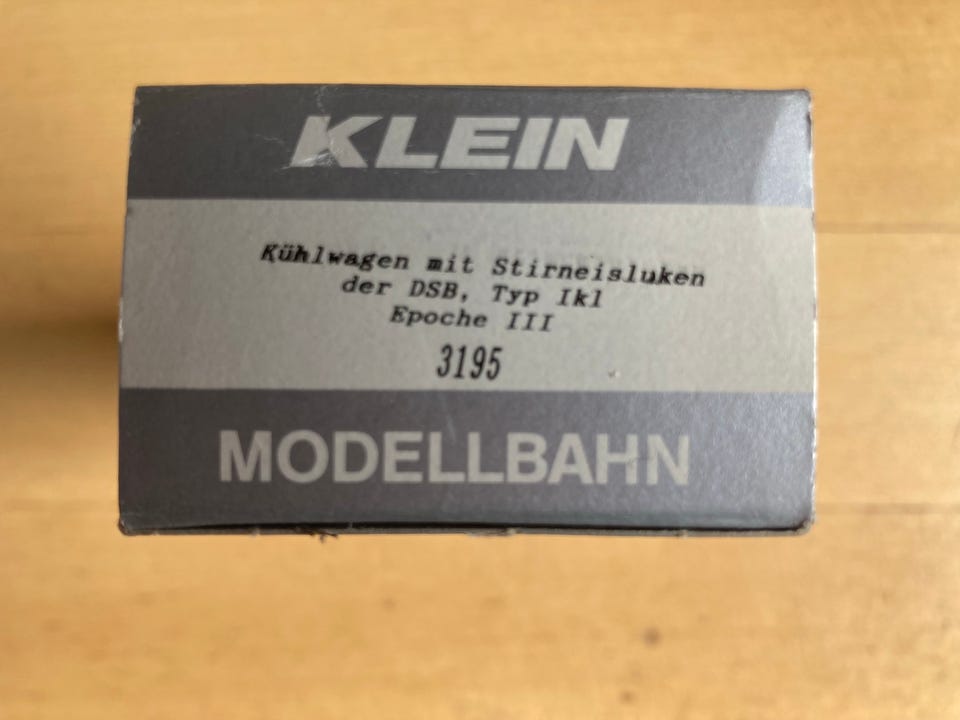 KLEIN
Kühlwagen mit Stirneisluken
der DSB, Typ Ikl
Epoche III
3195
MODELLBAHN